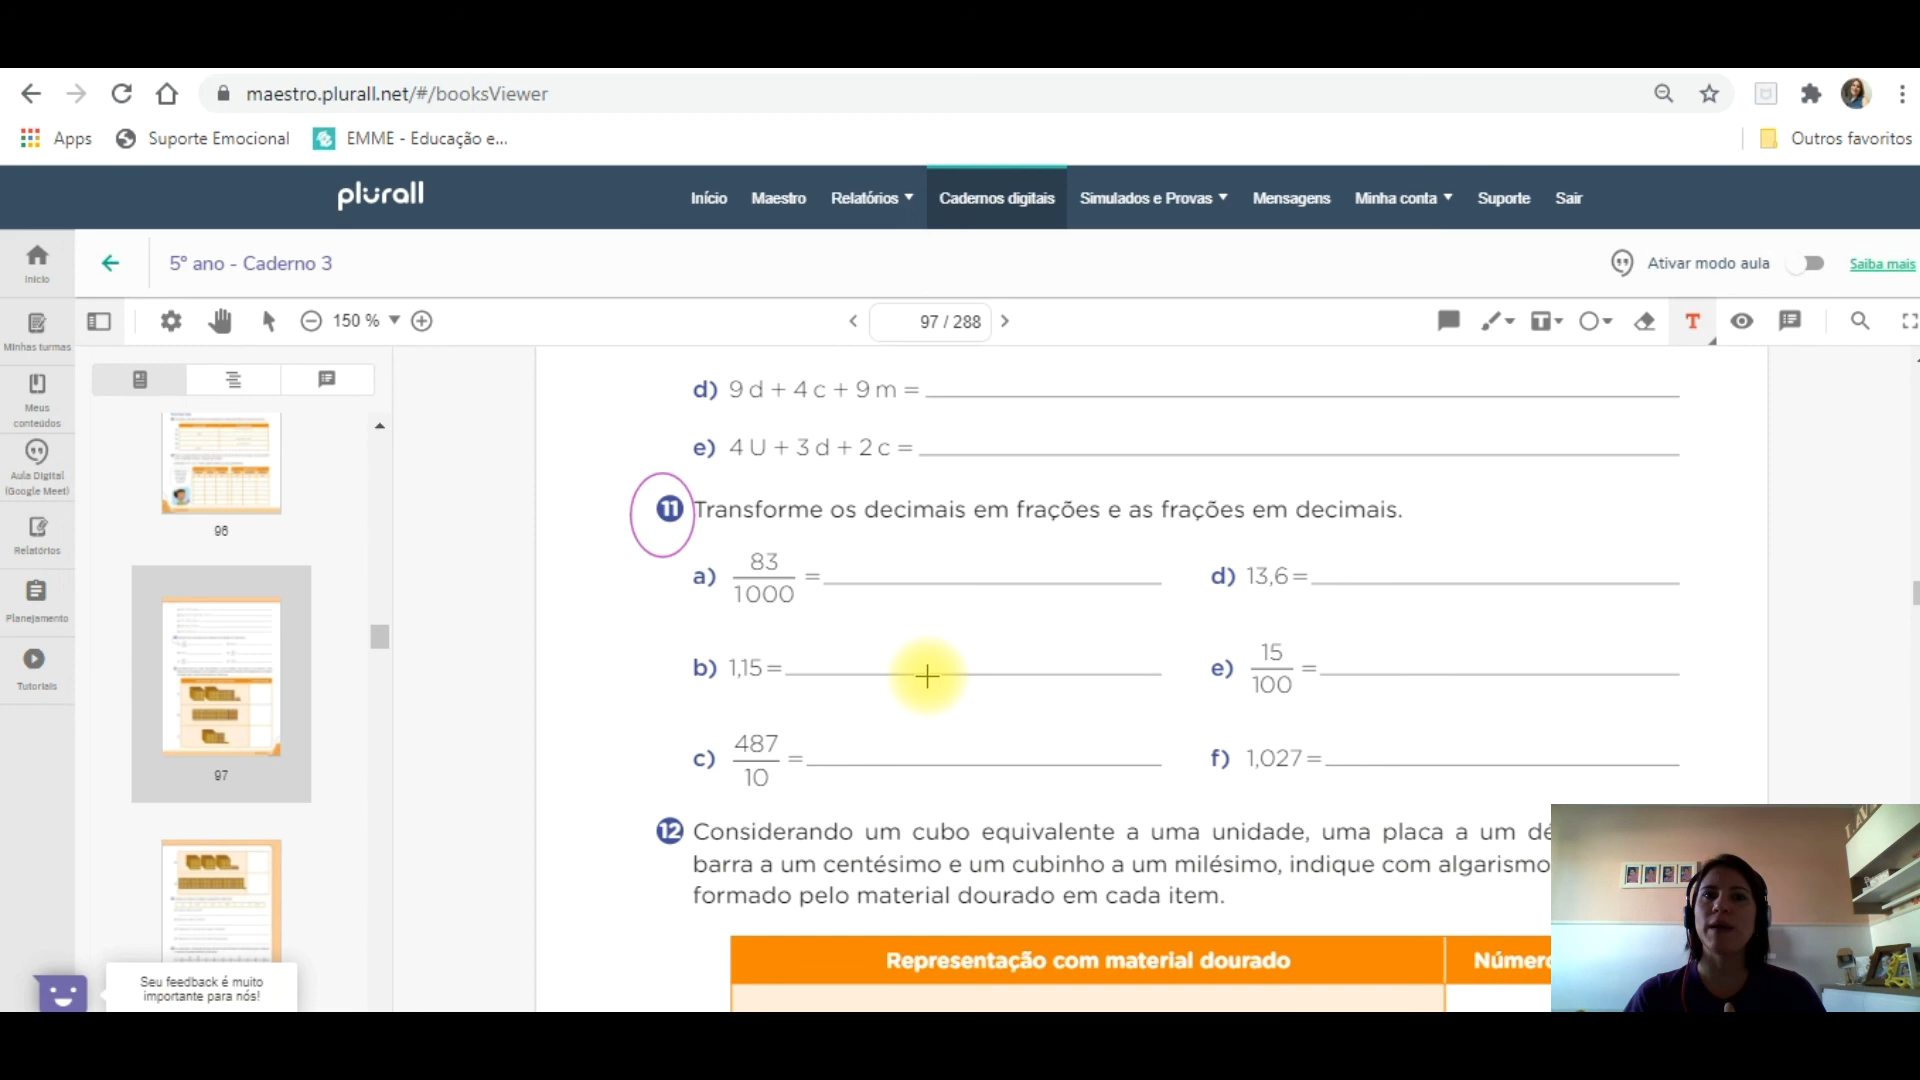 maestro.plurall.net/#/booksViewer
Apps
Suporte Emocional
EMME - Educação e...
Outros favoritos
plurall
Início
Maestro
Relatórios
Cadernos digitais
Simulados e Provas
Mensagens
Minha conta
Suporte
Sair
Início
5º ano - Caderno 3
Ativar modo aula
Saiba mais
Minhas turmas
150 %
97 / 288
T
Meus
conteúdos
Aula Digital
(Google Meet)
Relatórios
Planejamento
Tutoriais
96
97
Seu feedback é muito
importante para nós!
d) 9 d + 4 c + 9 m =
e) 4 U + 3 d + 2 c =
11 Transforme os decimais em frações e as frações em decimais.
a) 83/1000 =
d) 13,6 =
b) 1,15 =
e) 15/100 =
c) 487/10 =
f) 1,027 =
12 Considerando um cubo equivalente a uma unidade, uma placa a um dé
barra a um centésimo e um cubinho a um milésimo, indique com algarismo
formado pelo material dourado em cada item.
Representação com material dourado
Número